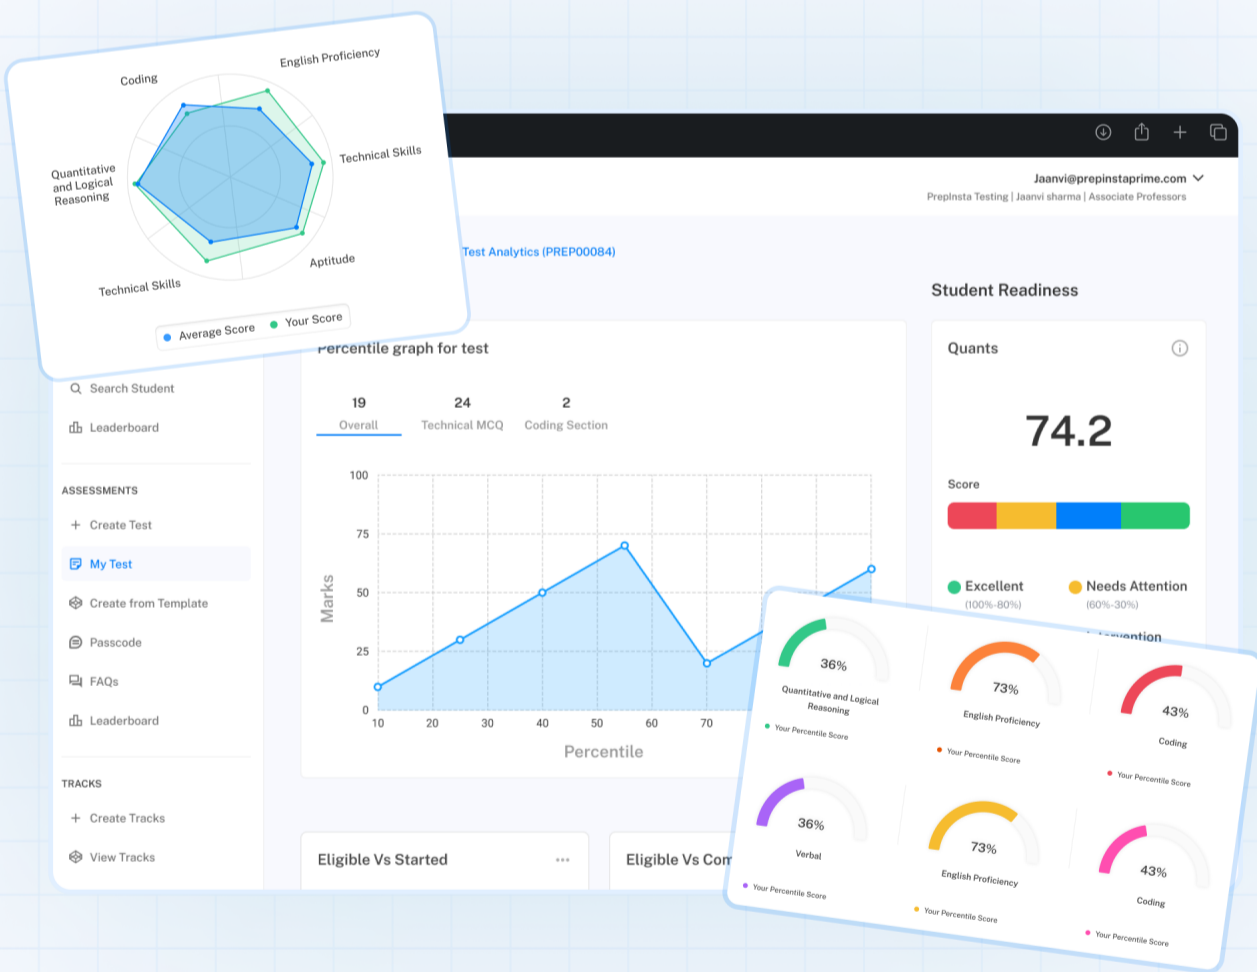 English Proficiency
Coding
Technical Skills
Quantitative
and Logical
Reasoning
Aptitude
Technical Skills
Average Score
Your Score
Jaanvi@prepinstaprime.com
PrepInsta Testing | Jaanvi sharma | Associate Professors
Test Analytics (PREP00084)
Search Student
Leaderboard
ASSESSMENTS
Create Test
My Test
Create from Template
Passcode
FAQs
Leaderboard
TRACKS
Create Tracks
View Tracks
Percentile graph for test
19
Overall
24
Technical MCQ
2
Coding Section
100
75
50
25
0
Marks
10 20 30 40 50 60 70
Percentile
Eligible Vs Started
Eligible Vs Com
Student Readiness
Quants
74.2
Score
Excellent
(100%-80%)
Needs Attention
(60%-30%)
36%
Quantitative and Logical
Reasoning
Your Percentile Score
73%
English Proficiency
Your Percentile Score
43%
Coding
Your Percentile Score
36%
Verbal
Your Percentile Score
73%
English Proficiency
Your Percentile Score
43%
Coding
Your Percentile Score